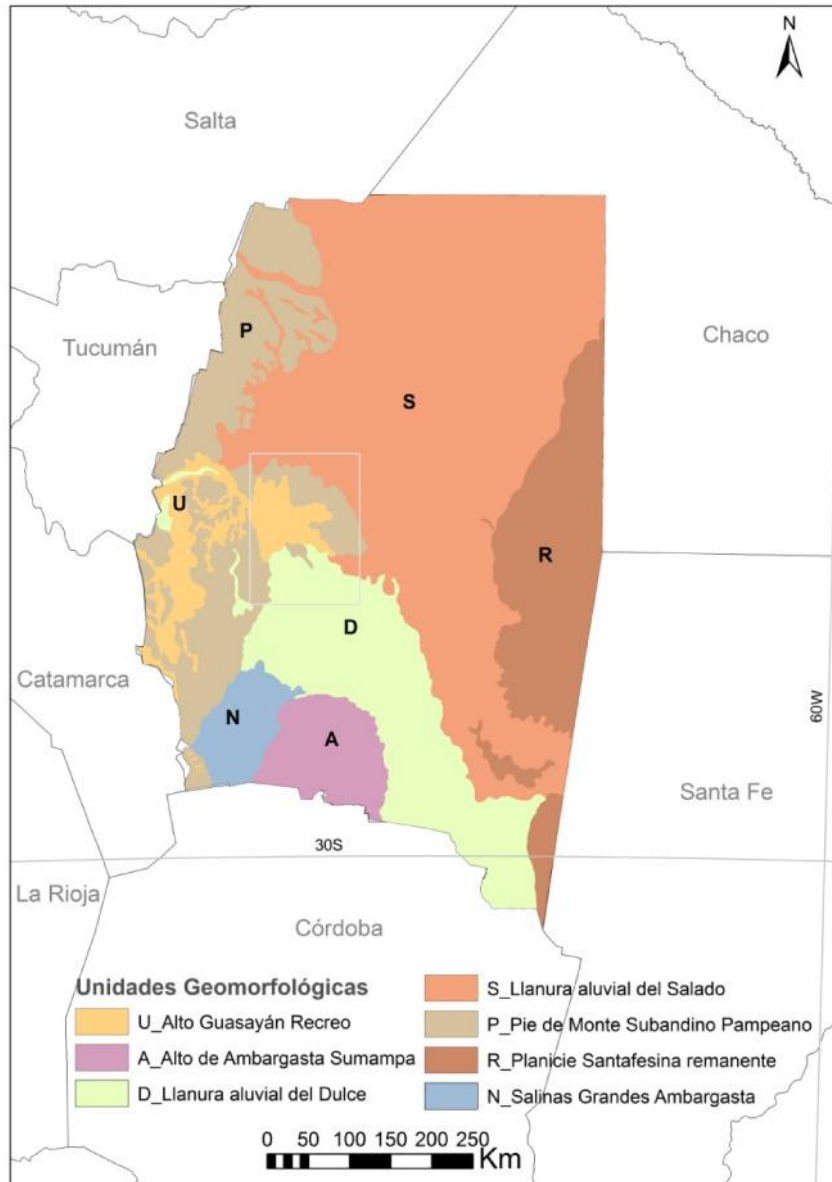 N
Salta
Chaco
Tucumán
P
S
U
R
D
Catamarca
60W
N
A
Santa Fe
30S
La Rioja
Córdoba
Unidades Geomorfológicas
U_Alto Guasayán Recreo
A_Alto de Ambargasta Sumampa
D_Llanura aluvial del Dulce
S_Llanura aluvial del Salado
P_Pie de Monte Subandino Pampeano
R_Planicie Santafesina remanente
N_Salinas Grandes Ambargasta
0 50 100 150 200 250
Km